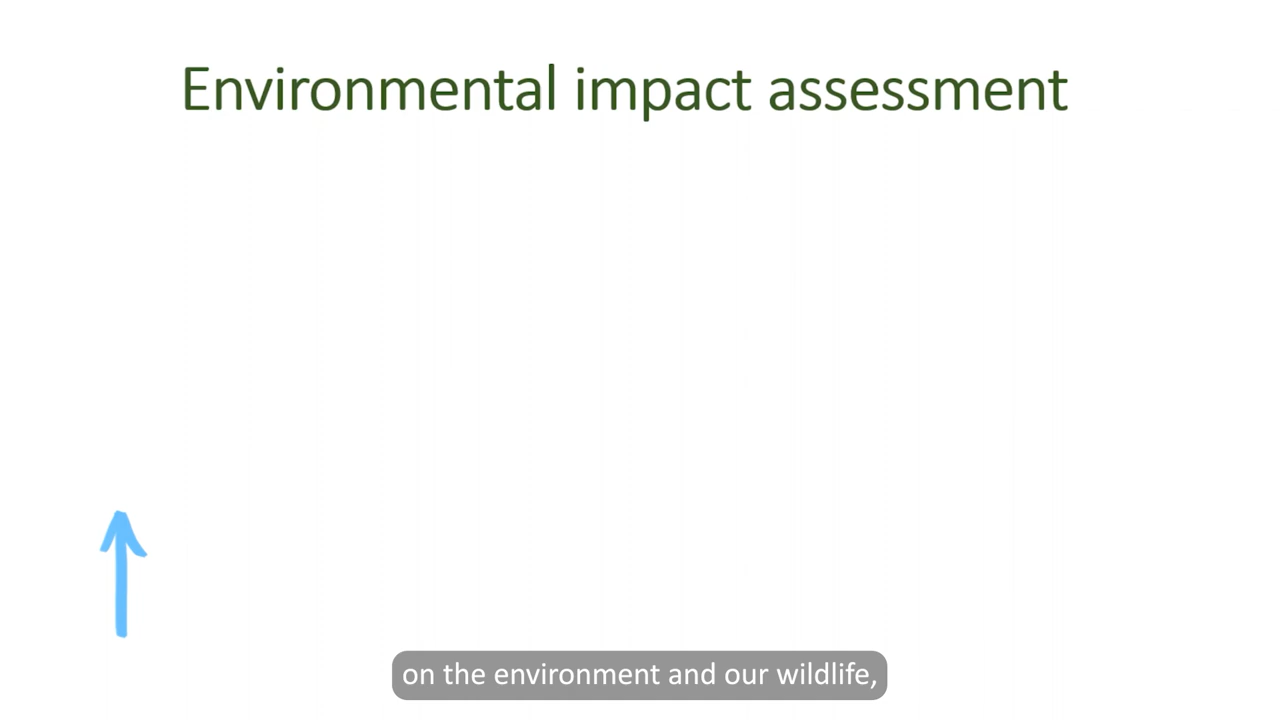 Environmental impact assessment
on the environment and our wildlife,